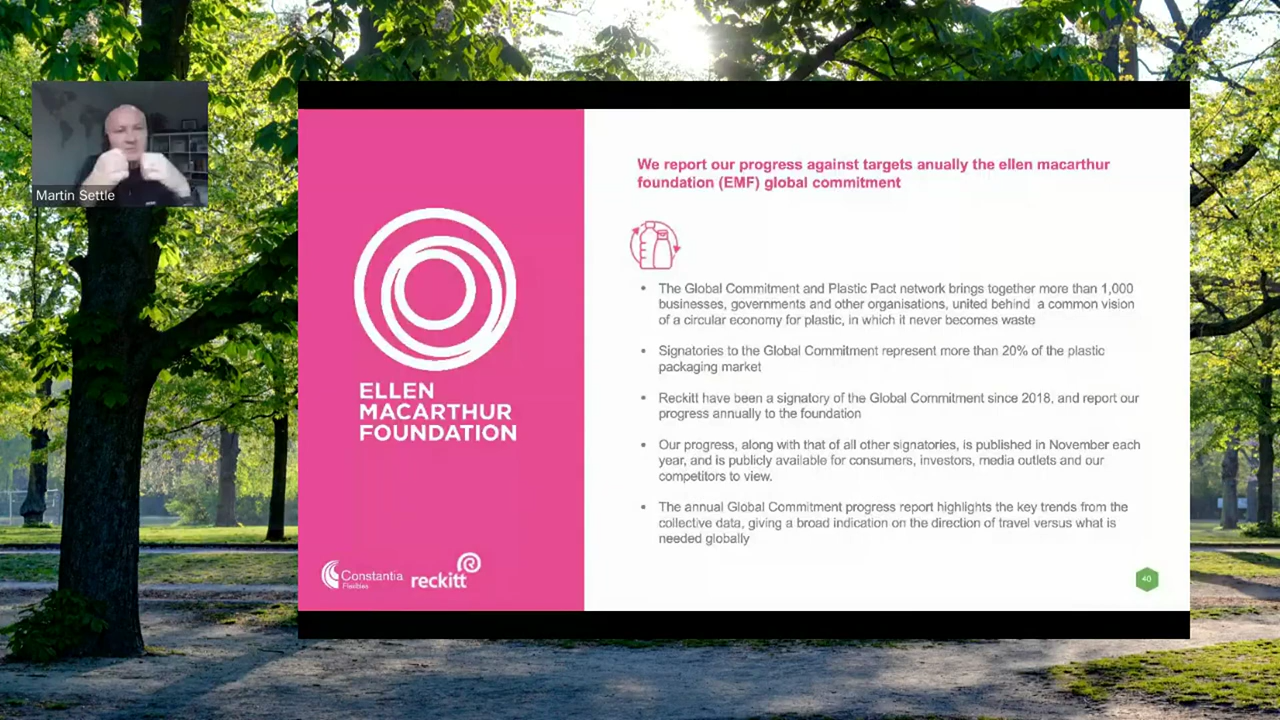 Martin Settle
ELLEN
MACARTHUR
FOUNDATION
Constantia
Flexibles
reckitt
We report our progress against targets anually the ellen macarthur
foundation (EMF) global commitment
• The Global Commitment and Plastic Pact network brings together more than 1,000
businesses, governments and other organisations, united behind a common vision
of a circular economy for plastic, in which it never becomes waste
• Signatories to the Global Commitment represent more than 20% of the plastic
packaging market
• Reckitt have been a signatory of the Global Commitment since 2018, and report our
progress annually to the foundation
• Our progress, along with that of all other signatories, is published in November each
year, and is publicly available for consumers, investors, media outlets and our
competitors to view.
• The annual Global Commitment progress report highlights the key trends from the
collective data, giving a broad indication on the direction of travel versus what is
needed globally
40